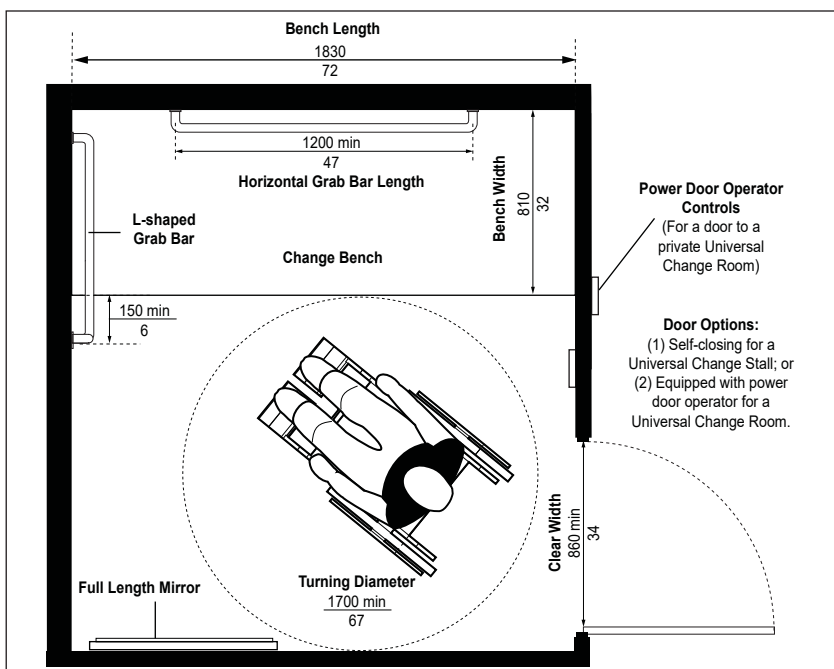 Bench Length
1830
72
1200 min
47
Horizontal Grab Bar Length
Bench Width
810
32
L-shaped
Grab Bar
Change Bench
150 min
6
Power Door Operator
Controls
(For a door to a
private Universal
Change Room)
Door Options:
(1) Self-closing for a
Universal Change Stall; or
(2) Equipped with power
door operator for a
Universal Change Room.
Clear Width
860 min
34
Full Length Mirror
Turning Diameter
1700 min
67